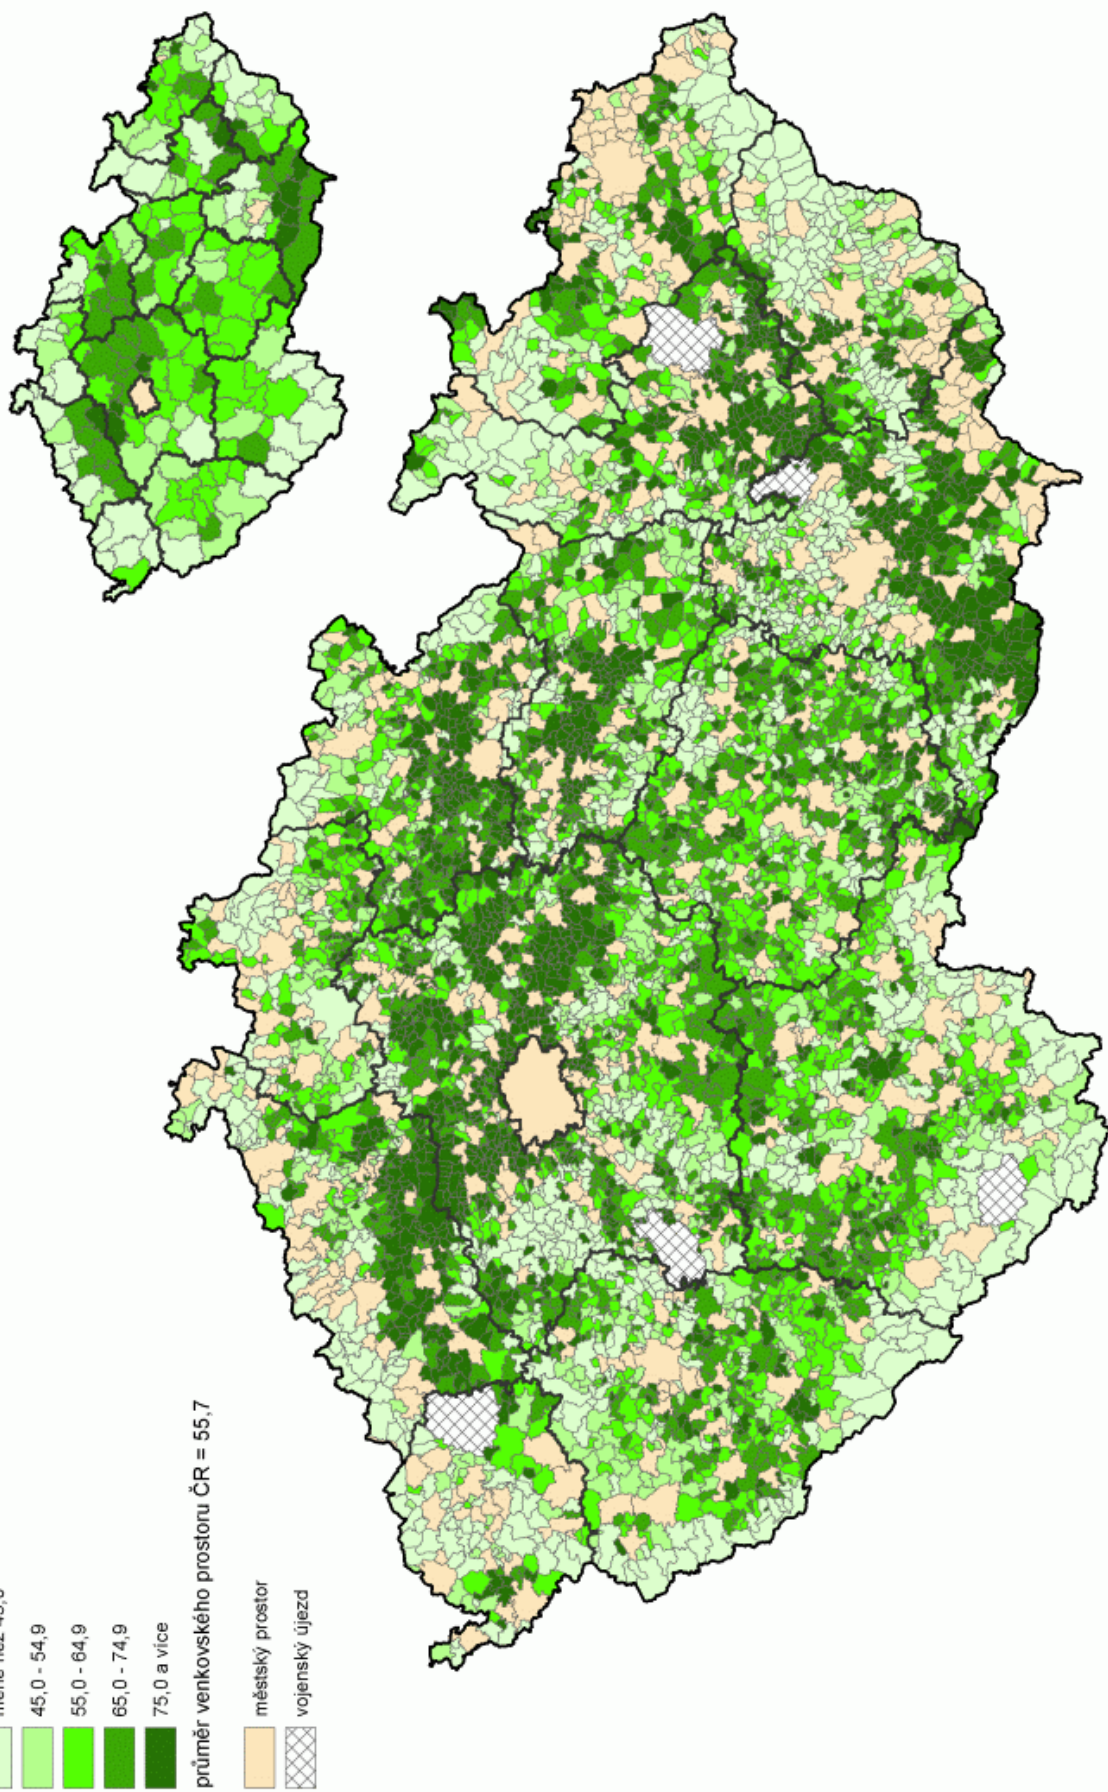 45,0 - 54,9
55,0 - 64,9
65,0 - 74,9
75,0 a více
průměr venkovského prostoru ČR = 55,7
městský prostor
vojenský újezd